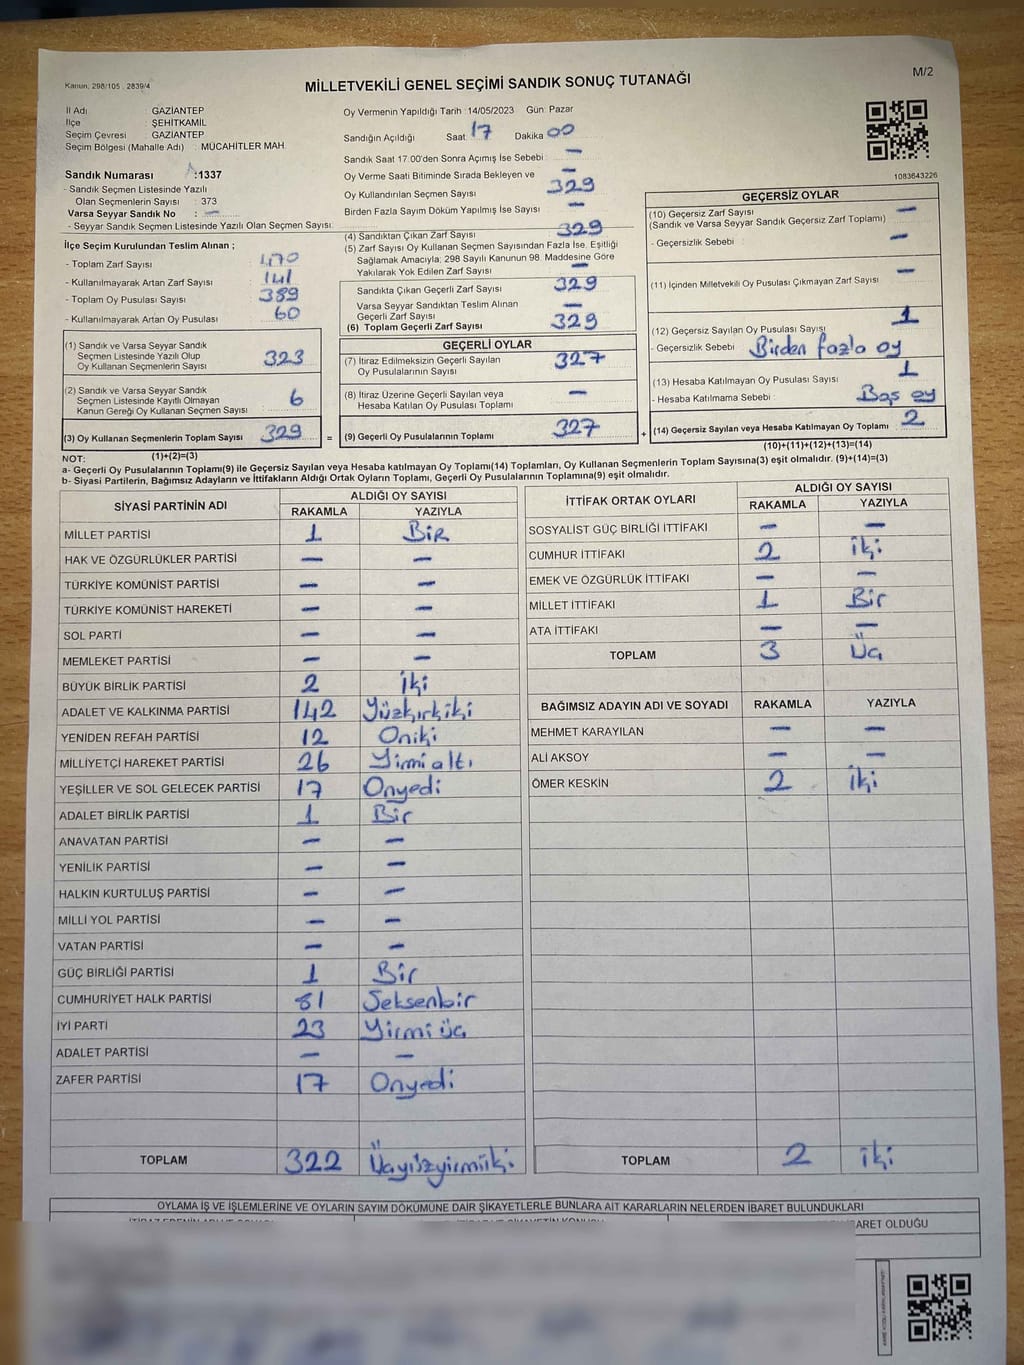 Kanun: 298/105 , 2839/4
MİLLETVEKİLİ GENEL SEÇİMİ SANDIK SONUÇ TUTANAĞI
M/2
İl Adı : GAZİANTEP
İlçe : ŞEHİTKAMİL
Seçim Çevresi : GAZİANTEP
Seçim Bölgesi (Mahalle Adı) : MÜCAHİTLER MAH.
Sandık Numarası :1337
- Sandık Seçmen Listesinde Yazılı
Olan Seçmenlerin Sayısı : 373
Varsa Seyyar Sandık No : —
- Seyyar Sandık Seçmen Listesinde Yazılı Olan Seçmen Sayısı:
İlçe Seçim Kurulundan Teslim Alınan ;
- Toplam Zarf Sayısı 470
- Kullanılmayarak Artan Zarf Sayısı 141
- Toplam Oy Pusulası Sayısı 389
- Kullanılmayarak Artan Oy Pusulası 60
(1) Sandık ve Varsa Seyyar Sandık
Seçmen Listesinde Yazılı Olup
Oy Kullanan Seçmenlerin Sayısı 323
(2) Sandık ve Varsa Seyyar Sandık
Seçmen Listesinde Kayıtlı Olmayan
Kanun Gereği Oy Kullanan Seçmen Sayısı 6
(3) Oy Kullanan Seçmenlerin Toplam Sayısı 329 =
(1)+(2)=(3)
Oy Vermenin Yapıldığı Tarih :14/05/2023 Gün: Pazar
Sandığın Açıldığı Saat: 17 Dakika: 00
Sandık Saat 17:00'den Sonra Açımış İse Sebebi : —
Oy Verme Saati Bitiminde Sırada Bekleyen ve —
Oy Kullandırılan Seçmen Sayısı 329
Birden Fazla Sayım Döküm Yapılmış İse Sayısı —
(4) Sandıktan Çıkan Zarf Sayısı 329
(5) Zarf Sayısı Oy Kullanan Seçmen Sayısından Fazla İse, Eşitliği
Sağlamak Amacıyla; 298 Sayılı Kanunun 98. Maddesine Göre
Yakılarak Yok Edilen Zarf Sayısı —
Sandıkta Çıkan Geçerli Zarf Sayısı 329
Varsa Seyyar Sandıktan Teslim Alınan
Geçerli Zarf Sayısı —
(6) Toplam Geçerli Zarf Sayısı 329
GEÇERLİ OYLAR
(7) İtiraz Edilmeksizin Geçerli Sayılan
Oy Pusulalarının Sayısı 327
(8) İtiraz Üzerine Geçerli Sayılan veya
Hesaba Katılan Oy Pusulası Toplamı —
(9) Geçerli Oy Pusulalarının Toplamı 327 +
1083643226
GEÇERSİZ OYLAR
(10) Geçersiz Zarf Sayısı —
(Sandık ve Varsa Seyyar Sandık Geçersiz Zarf Toplamı)
- Geçersizlik Sebebi : —
(11) İçinden Milletvekili Oy Pusulası Çıkmayan Zarf Sayısı —
(12) Geçersiz Sayılan Oy Pusulası Sayısı 1
- Geçersizlik Sebebi : Birden fazla oy
(13) Hesaba Katılmayan Oy Pusulası Sayısı 1
- Hesaba Katılmama Sebebi : Boş oy
(14) Geçersiz Sayılan veya Hesaba Katılmayan Oy Toplamı 2
(10)+(11)+(12)+(13)=(14)
NOT:
a- Geçerli Oy Pusulalarının Toplamı(9) ile Geçersiz Sayılan veya Hesaba katılmayan Oy Toplamı(14) Toplamları, Oy Kullanan Seçmenlerin Toplam Sayısına(3) eşit olmalıdır. (9)+(14)=(3)
b- Siyasi Partilerin, Bağımsız Adayların ve İttifakların Aldığı Ortak Oyların Toplamı, Geçerli Oy Pusulalarının Toplamına(9) eşit olmalıdır.
SİYASİ PARTİNİN ADI ALDIĞI OY SAYISI
RAKAMLA YAZIYLA
MİLLET PARTİSİ 1 Bir
HAK VE ÖZGÜRLÜKLER PARTİSİ — —
TÜRKİYE KOMÜNİST PARTİSİ — —
TÜRKİYE KOMÜNİST HAREKETİ — —
SOL PARTİ — —
MEMLEKET PARTİSİ — —
BÜYÜK BİRLİK PARTİSİ 2 İki
ADALET VE KALKINMA PARTİSİ 142 Yüzkırkiki
YENİDEN REFAH PARTİSİ 12 Oniki
MİLLİYETÇİ HAREKET PARTİSİ 26 Yirmialtı
YEŞİLLER VE SOL GELECEK PARTİSİ 17 Onyedi
ADALET BİRLİK PARTİSİ 1 Bir
ANAVATAN PARTİSİ — —
YENİLİK PARTİSİ — —
HALKIN KURTULUŞ PARTİSİ — —
MİLLİ YOL PARTİSİ — —
VATAN PARTİSİ — —
GÜÇ BİRLİĞİ PARTİSİ 1 Bir
CUMHURİYET HALK PARTİSİ 81 Seksenbir
İYİ PARTİ 23 Yirmi üç
ADALET PARTİSİ — —
ZAFER PARTİSİ 17 Onyedi
TOPLAM 322 Üçyüzyirmiiki
İTTİFAK ORTAK OYLARI ALDIĞI OY SAYISI
RAKAMLA YAZIYLA
SOSYALİST GÜÇ BİRLİĞİ İTTİFAKI — —
CUMHUR İTTİFAKI 2 iki
EMEK VE ÖZGÜRLÜK İTTİFAKI — —
MİLLET İTTİFAKI 1 Bir
ATA İTTİFAKI — —
TOPLAM 3 Üç
BAĞIMSIZ ADAYIN ADI VE SOYADI RAKAMLA YAZIYLA
MEHMET KARAYILAN — —
ALİ AKSOY — —
ÖMER KESKİN 2 iki
TOPLAM 2 iki
OYLAMA İŞ VE İŞLEMLERİNE VE OYLARIN SAYIM DÖKÜMÜNE DAİR ŞİKAYETLERLE BUNLARA AİT KARARLARIN NELERDEN İBARET BULUNDUKLARI
İBARET OLDUĞU